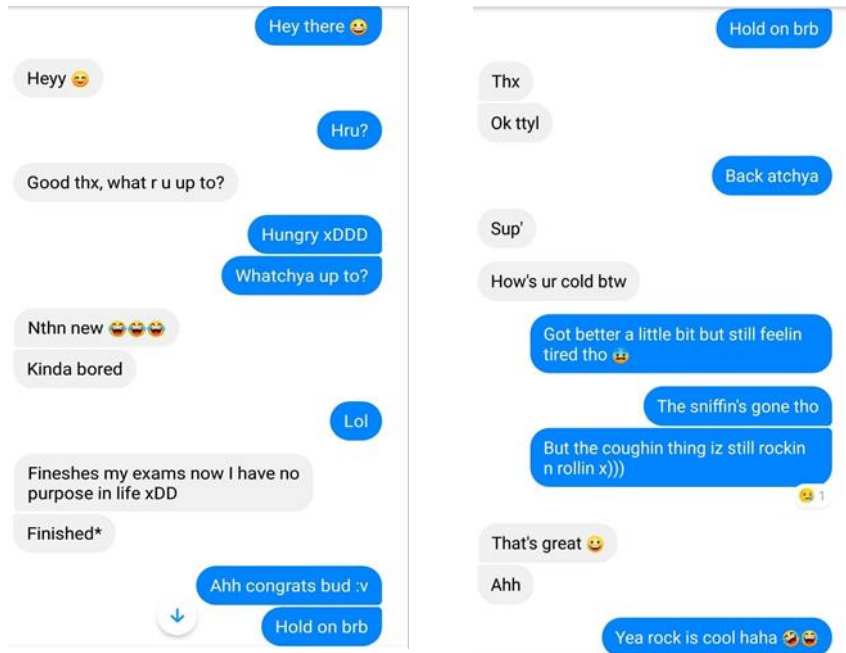 Hey there 😀
Heyy 😊
Hru?
Good thx, what r u up to?
Hungry xDDD
Whatchya up to?
Nthn new 😂😂😂
Kinda bored
Lol
Fineshes my exams now I have no
purpose in life xDD
Finished*
Ahh congrats bud :v
Hold on brb
Hold on brb
Thx
Ok ttyl
Back atchya
Sup'
How's ur cold btw
Got better a little bit but still feelin
tired tho 😰
The sniffin's gone tho
But the coughin thing iz still rockin
n rollin x)))
😢 1
That's great 😀
Ahh
Yea rock is cool haha 🤣😂